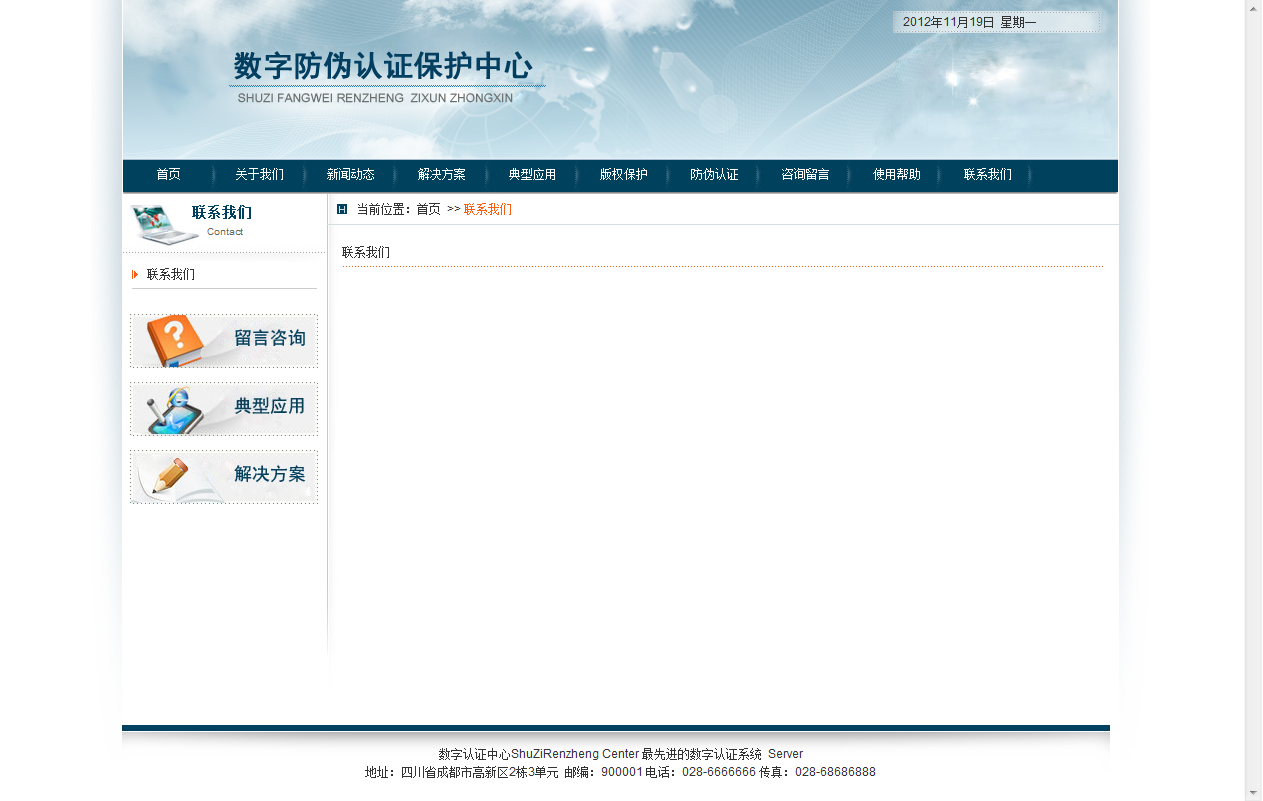 2012年11月19日 星期一
数字防伪认证保护中心
SHUZI FANGWEI RENZHENG ZIXUN ZHONGXIN
首页 关于我们 新闻动态 解决方案 典型应用 版权保护 防伪认证 咨询留言 使用帮助 联系我们
联系我们
Contact
当前位置：首页 >> 联系我们
联系我们
联系我们
留言咨询
典型应用
解决方案
数字认证中心ShuZiRenzheng Center 最先进的数字认证系统 Server
地址：四川省成都市高新区2栋3单元 邮编：900001 电话：028-6666666 传真：028-68686888